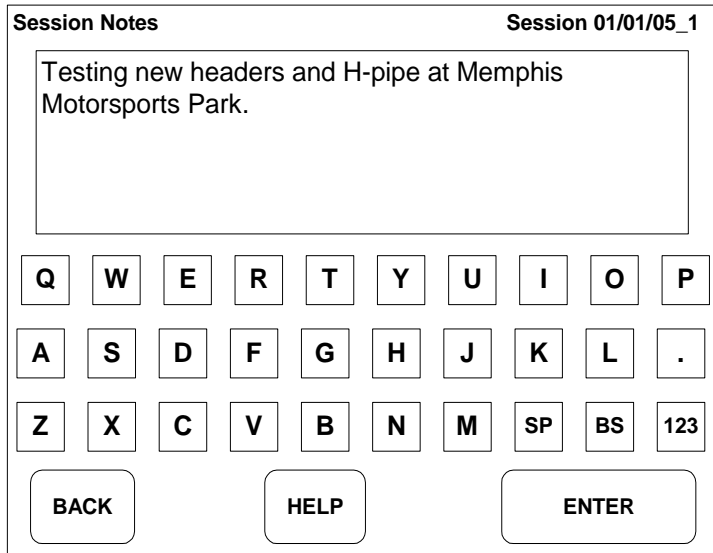 Session Notes Session 01/01/05_1
Testing new headers and H-pipe at Memphis
Motorsports Park.
Q W E R T Y U I O P
A S D F G H J K L .
Z X C V B N M SP BS 123
BACK HELP ENTER